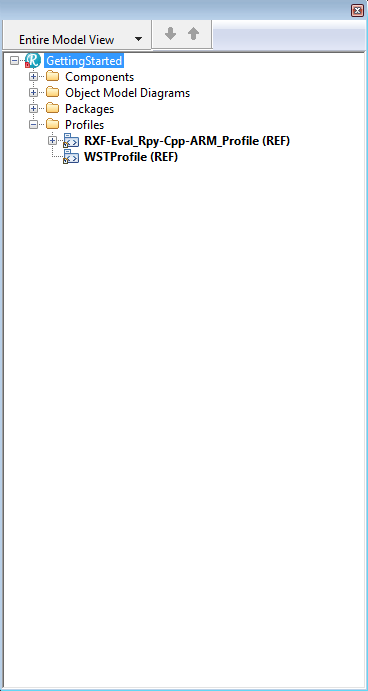 Entire Model View
GettingStarted
Components
Object Model Diagrams
Packages
Profiles
RXF-Eval_Rpy-Cpp-ARM_Profile (REF)
WSTProfile (REF)